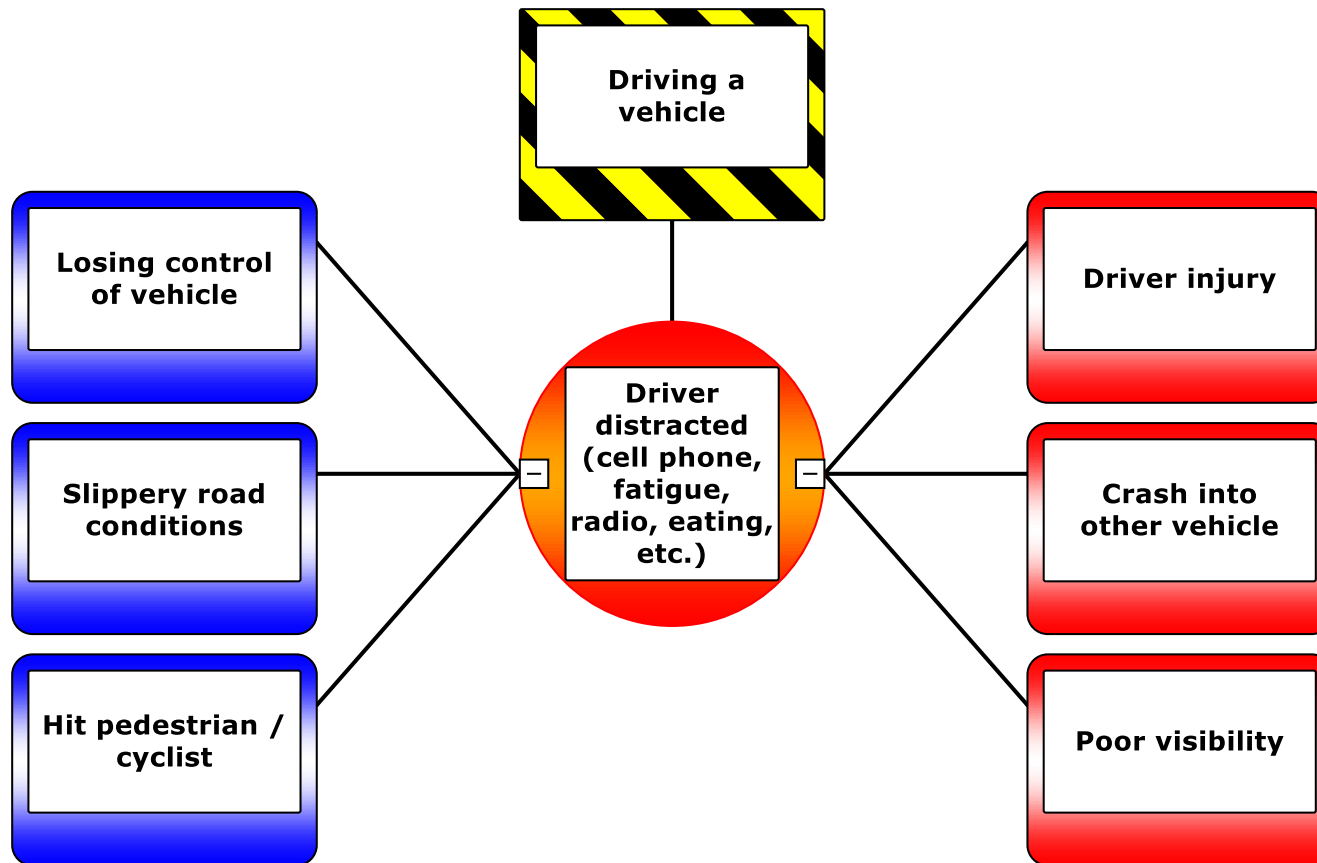 Driving a
vehicle
Losing control
of vehicle
Slippery road
conditions
Hit pedestrian /
cyclist
Driver
distracted
(cell phone,
fatigue,
radio, eating,
etc.)
Driver injury
Crash into
other vehicle
Poor visibility